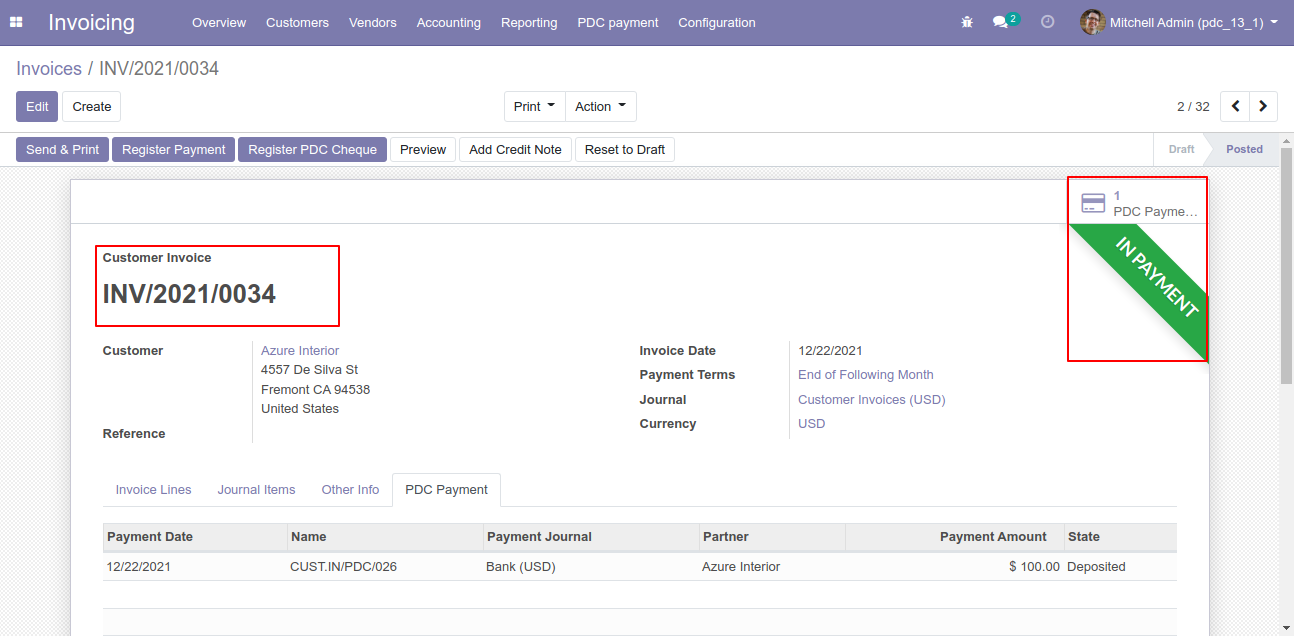 Invoicing Overview Customers Vendors Accounting Reporting PDC payment Configuration 2 Mitchell Admin (pdc_13_1)
Invoices / INV/2021/0034
Edit Create Print Action 2 / 32
Send & Print Register Payment Register PDC Cheque Preview Add Credit Note Reset to Draft Draft Posted
1
PDC Payme...
IN PAYMENT
Customer Invoice
INV/2021/0034
Customer Azure Interior
4557 De Silva St
Fremont CA 94538
United States
Reference
Invoice Date 12/22/2021
Payment Terms End of Following Month
Journal Customer Invoices (USD)
Currency USD
Invoice Lines Journal Items Other Info PDC Payment
Payment Date Name Payment Journal Partner Payment Amount State
12/22/2021 CUST.IN/PDC/026 Bank (USD) Azure Interior $ 100.00 Deposited